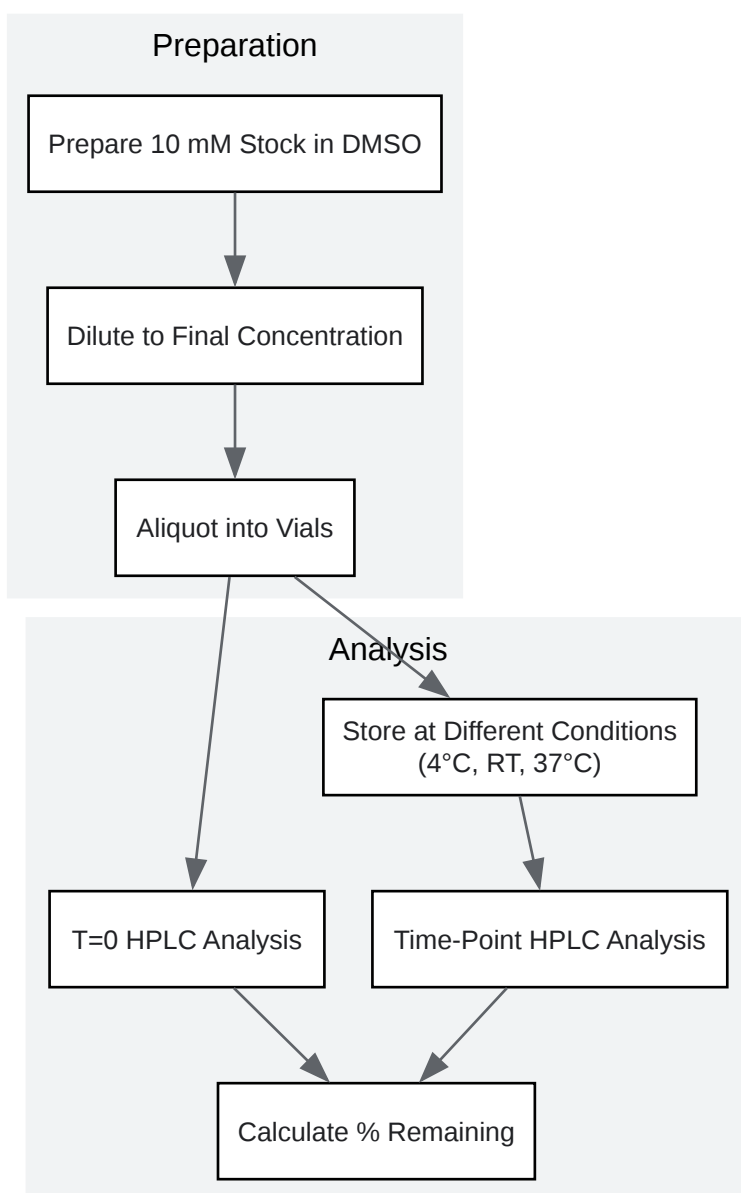 Preparation
Prepare 10 mM Stock in DMSO
Dilute to Final Concentration
Aliquot into Vials
Analysis
Store at Different Conditions
(4°C, RT, 37°C)
T=0 HPLC Analysis
Time-Point HPLC Analysis
Calculate % Remaining